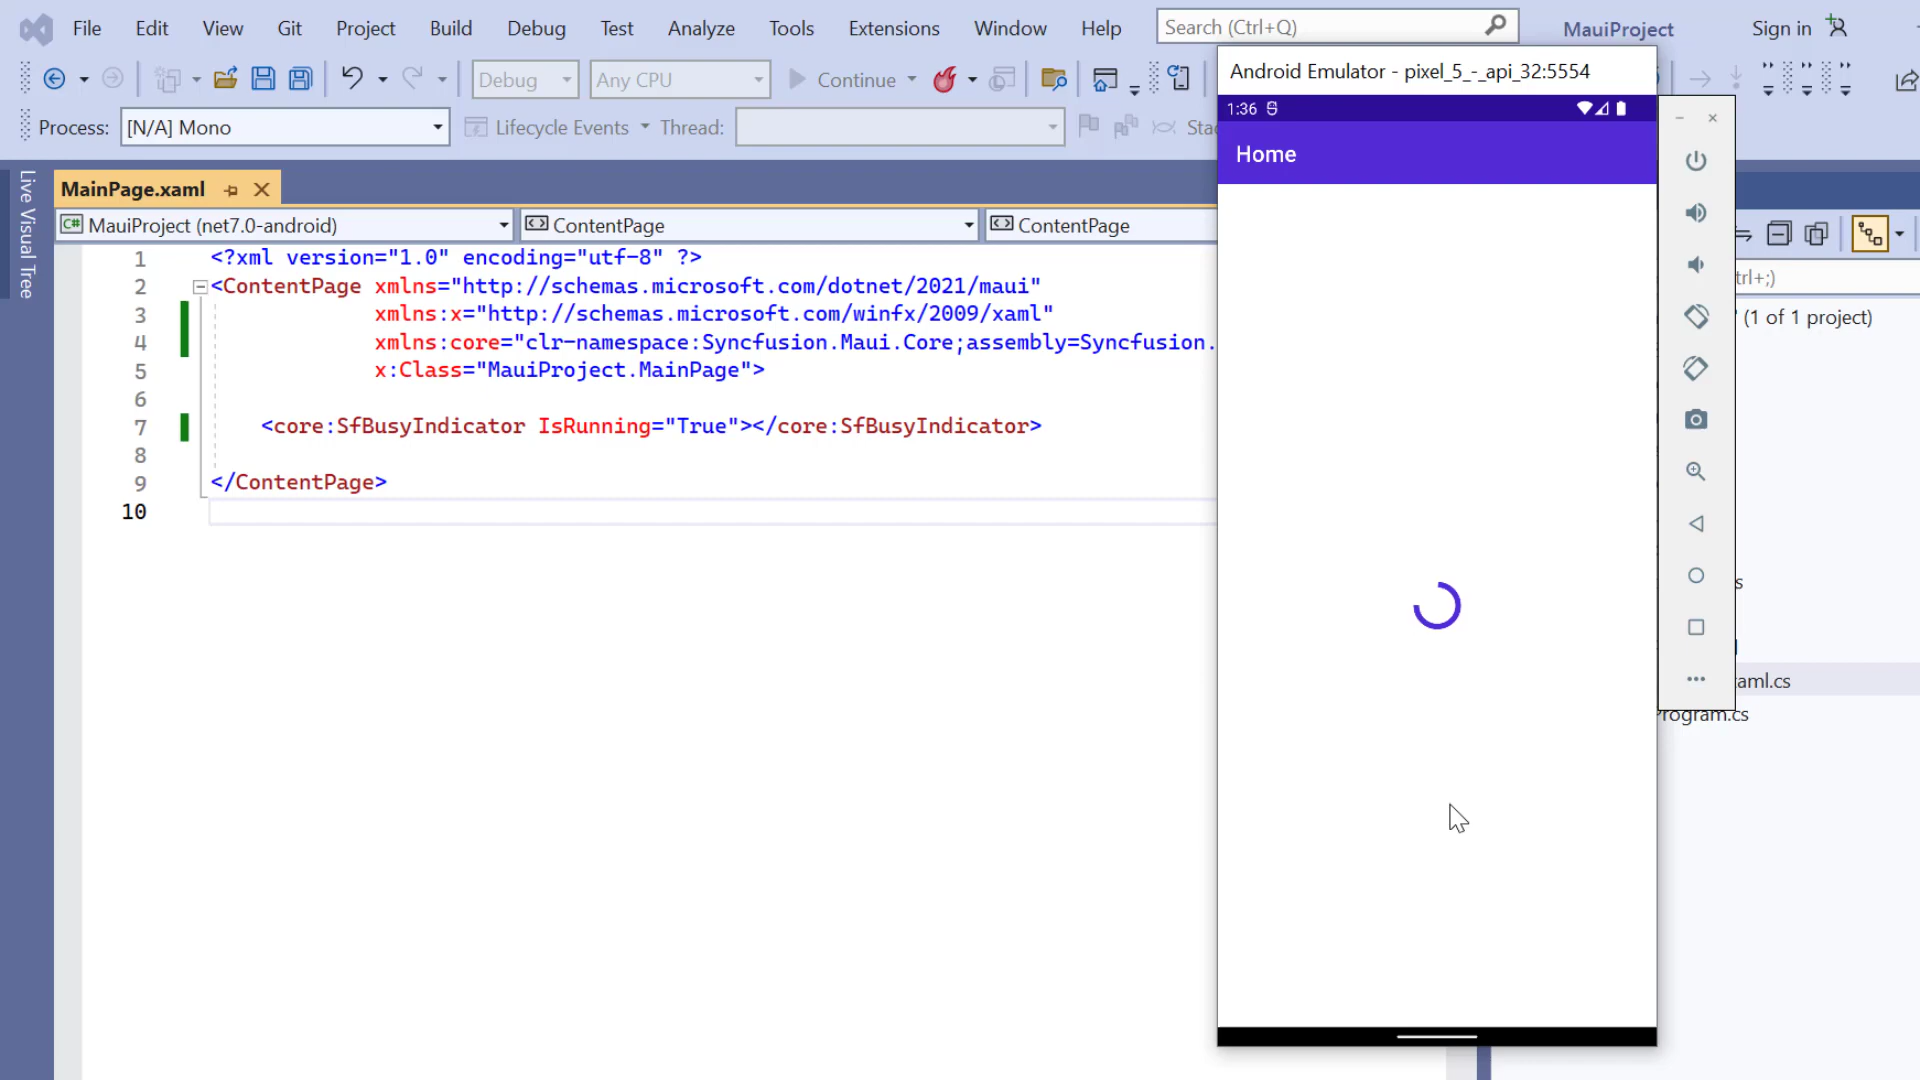 File Edit View Git Project Build Debug Test Analyze Tools Extensions Window Help Search (Ctrl+Q) MauiProject Sign in
Debug Any CPU Continue
Process: [N/A] Mono Lifecycle Events Thread:
Live Visual Tree
MainPage.xaml
MauiProject (net7.0-android) ContentPage ContentPage
1 <?xml version="1.0" encoding="utf-8" ?>
2 <ContentPage xmlns="http://schemas.microsoft.com/dotnet/2021/maui"
3 xmlns:x="http://schemas.microsoft.com/winfx/2009/xaml"
4 xmlns:core="clr-namespace:Syncfusion.Maui.Core;assembly=Syncfusion.
5 x:Class="MauiProject.MainPage">
6
7 <core:SfBusyIndicator IsRunning="True"></core:SfBusyIndicator>
8
9 </ContentPage>
10
Android Emulator - pixel_5_-_api_32:5554
1:36
Home
(1 of 1 project)